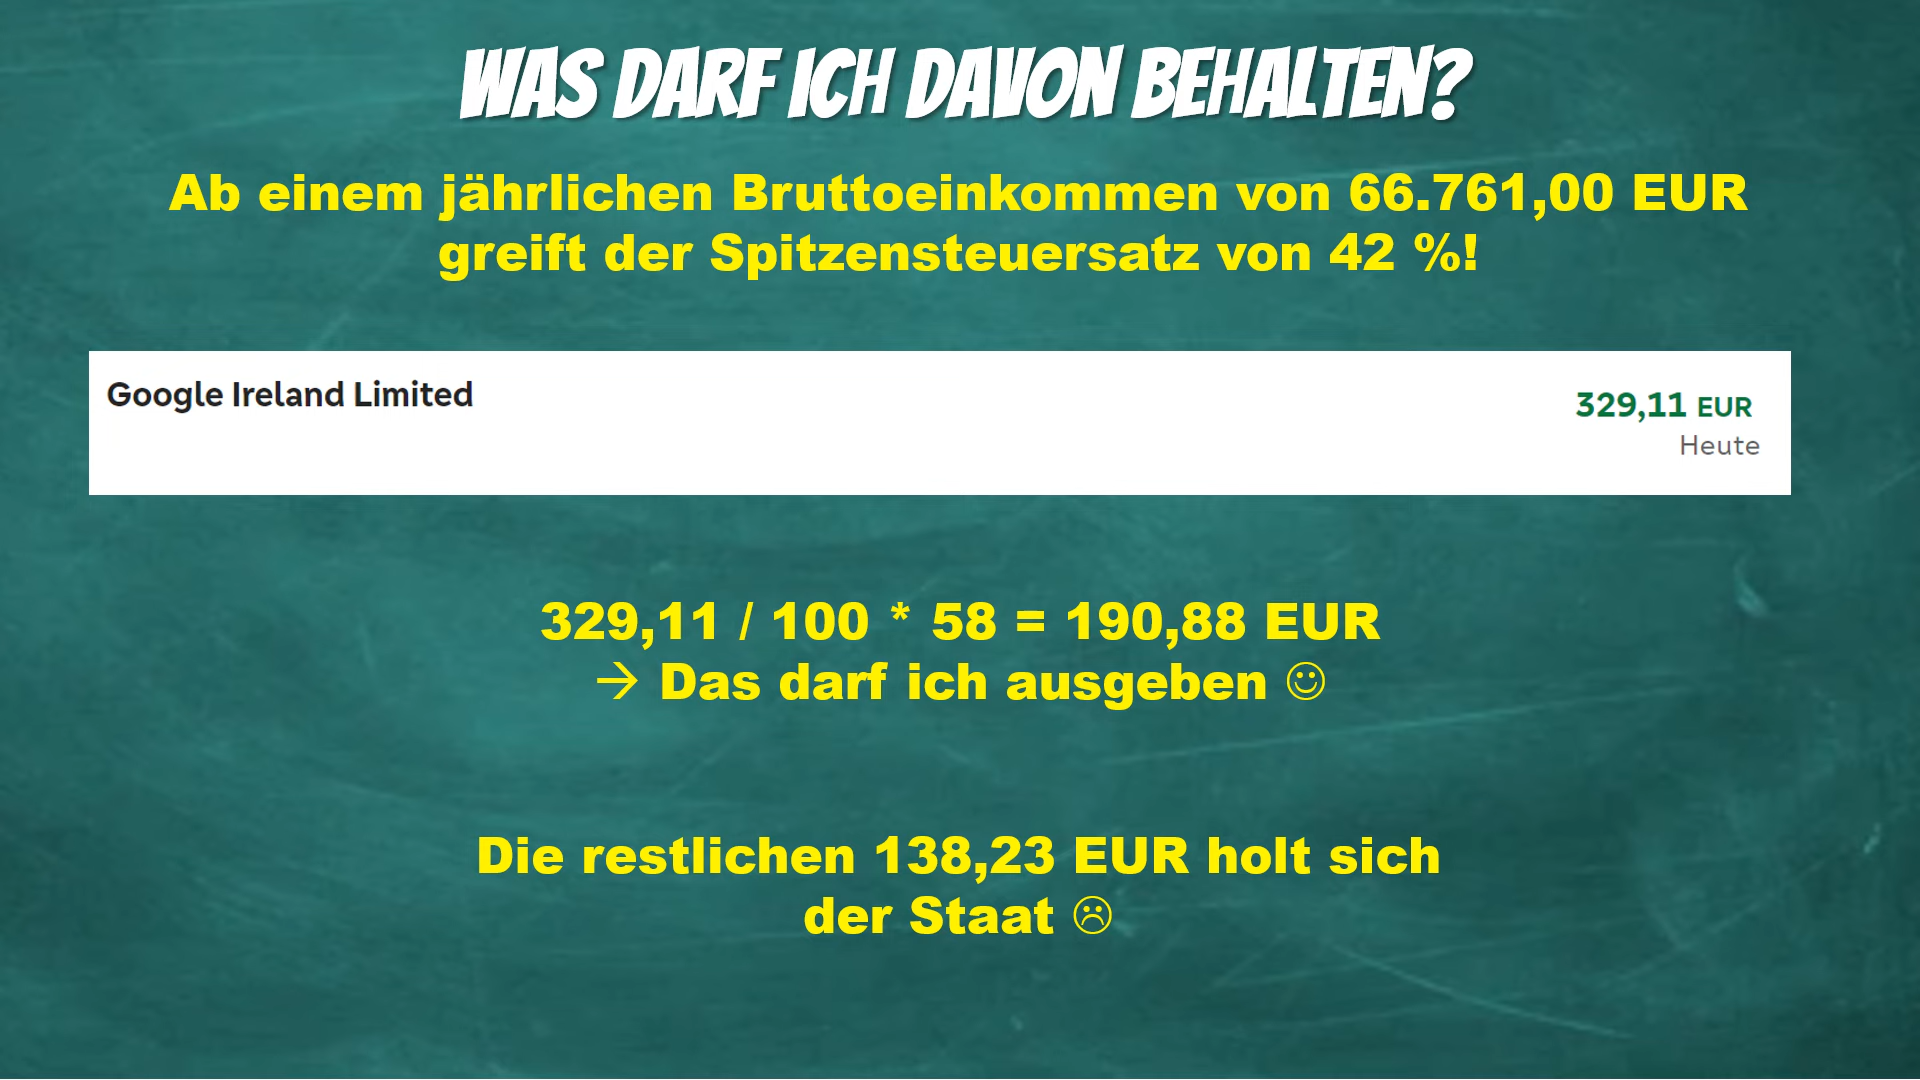 WAS DARF ICH DAVON BEHALTEN?
Ab einem jährlichen Bruttoeinkommen von 66.761,00 EUR
greift der Spitzensteuersatz von 42 %!
Google Ireland Limited
329,11 EUR
Heute
329,11 / 100 * 58 = 190,88 EUR
→ Das darf ich ausgeben ☺
Die restlichen 138,23 EUR holt sich
der Staat ☹